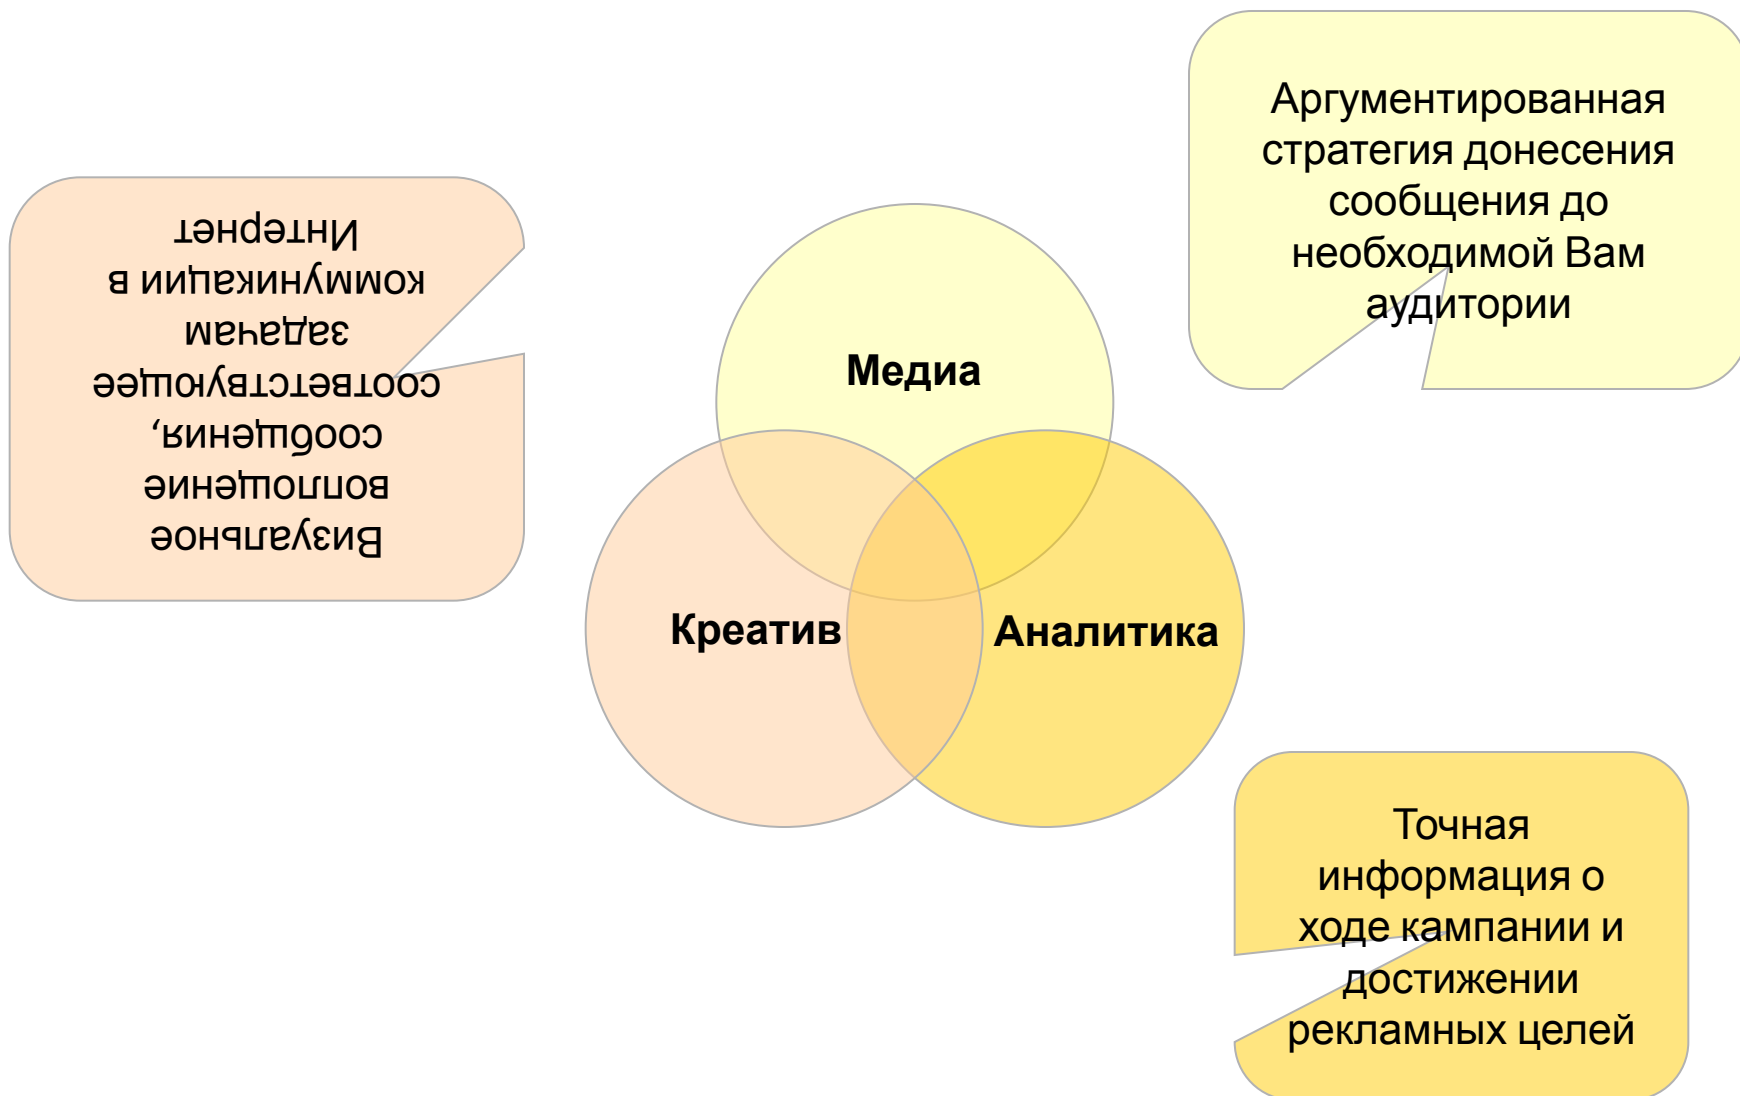 Аргументированная
стратегия донесения
сообщения до
необходимой Вам
аудитории
Визуальное
воплощение
сообщения,
соответствующее
задачам
коммуникации в
Интернет
Медиа
Креатив
Аналитика
Точная
информация о
ходе кампании и
достижении
рекламных целей